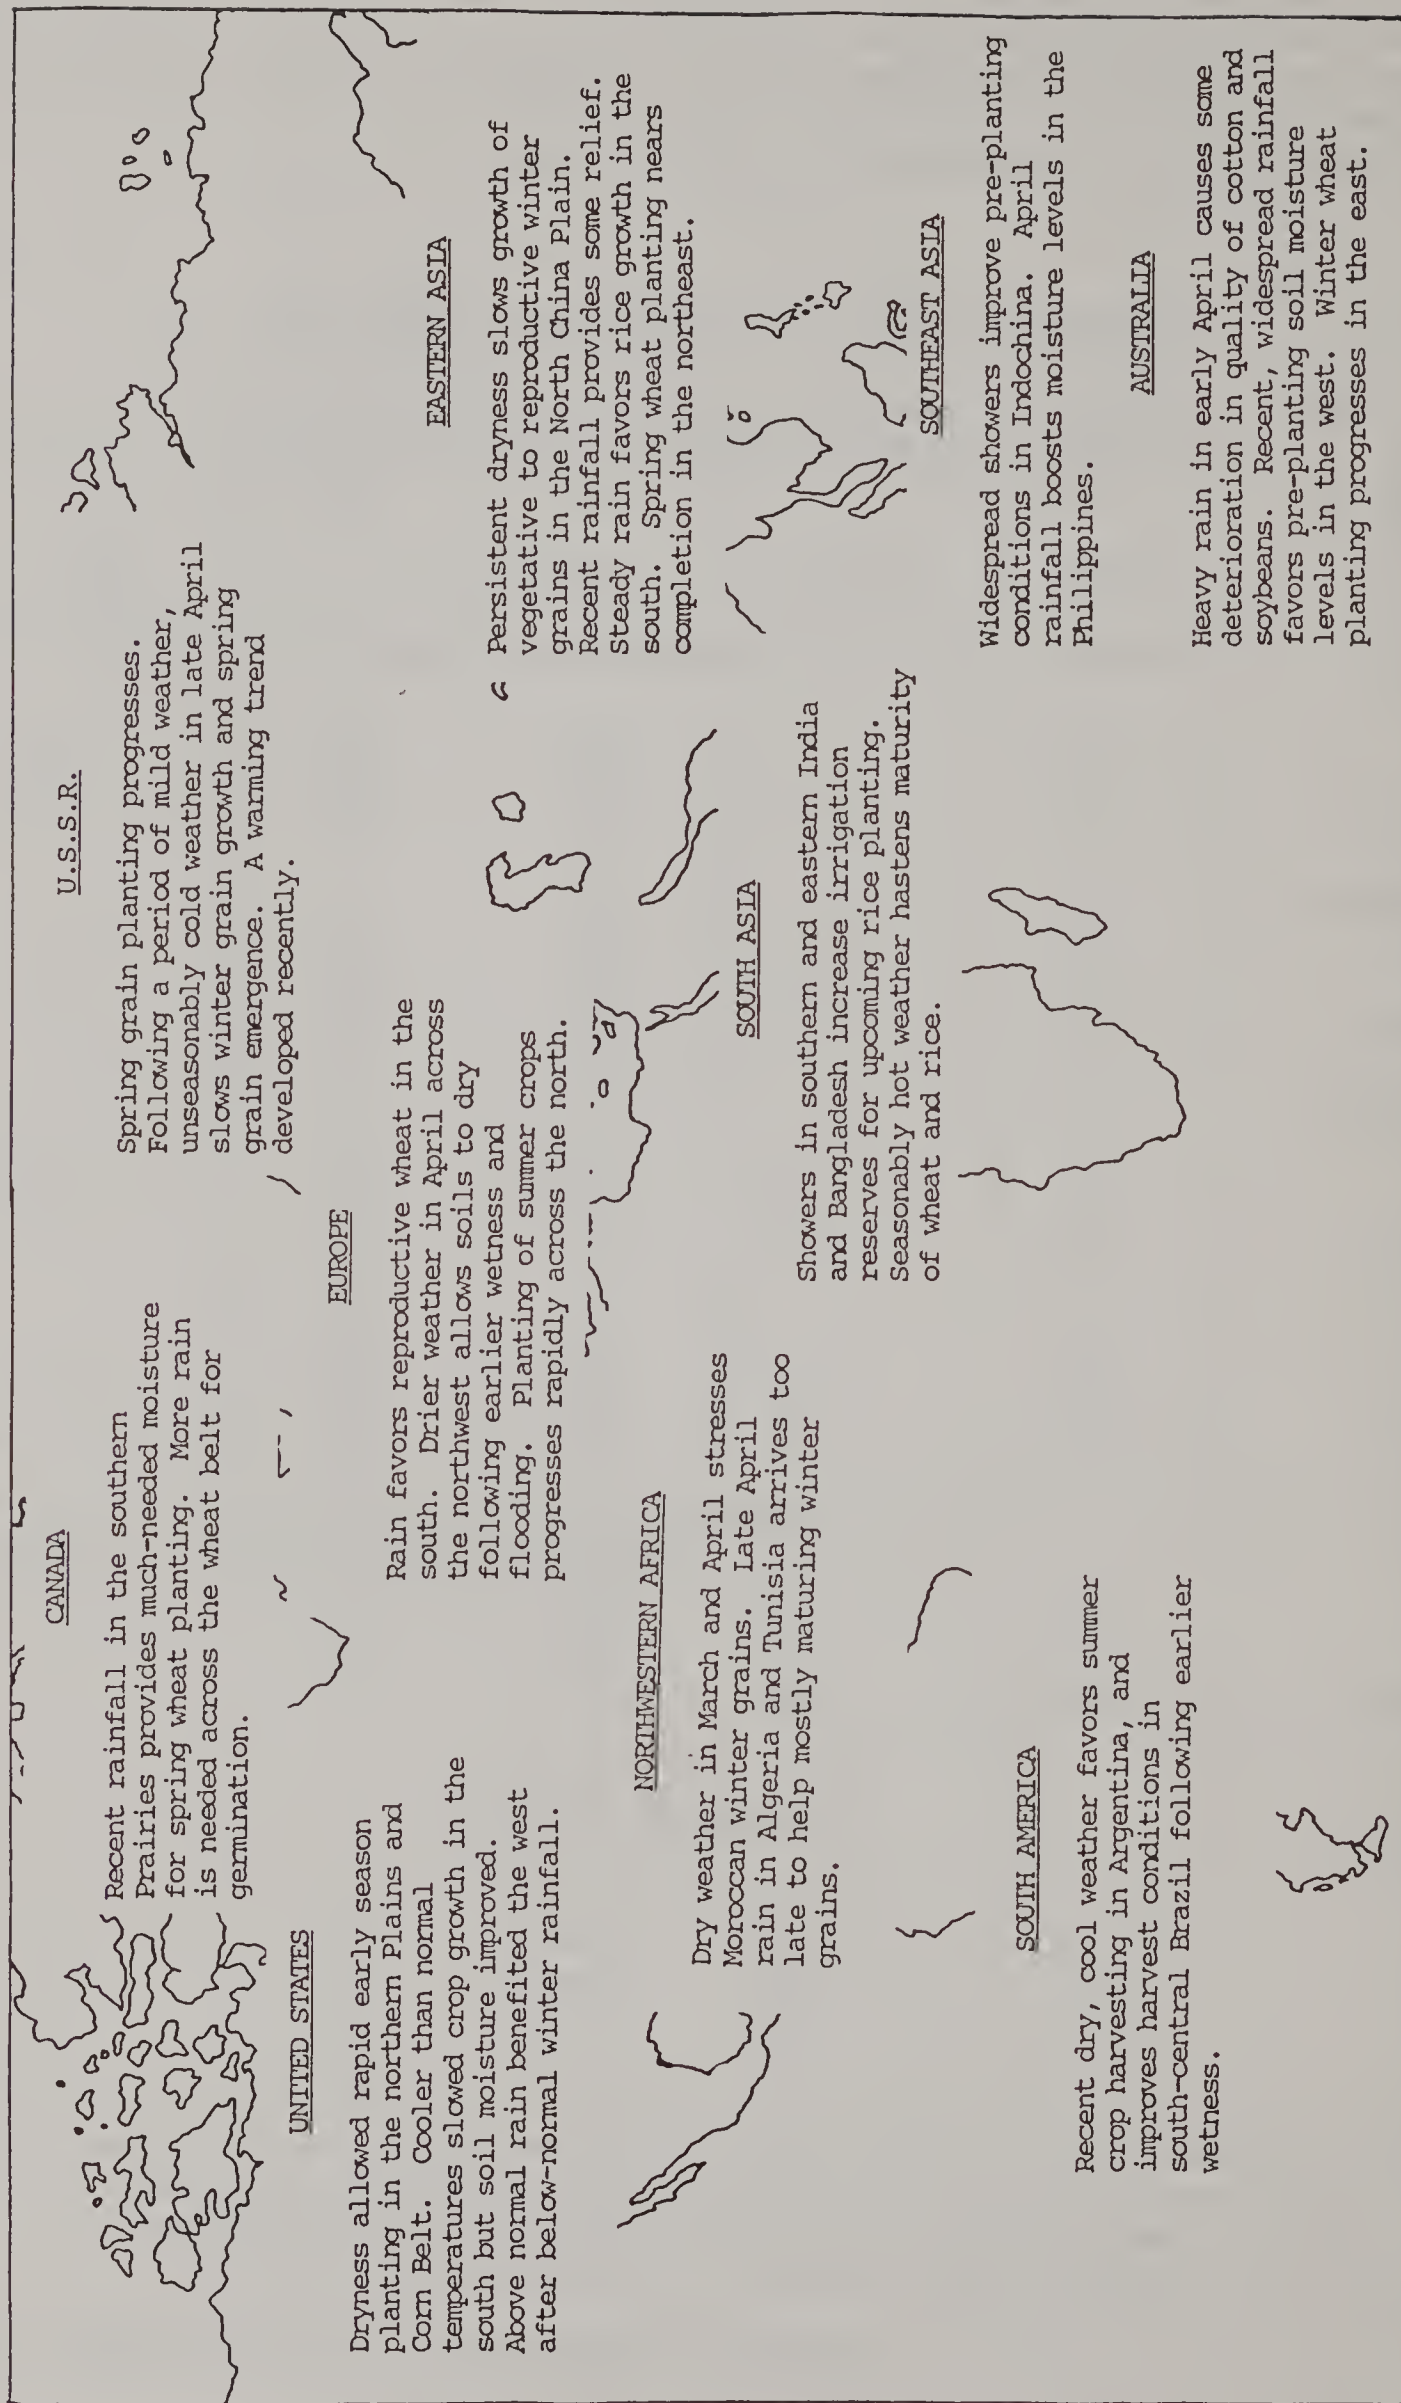 CANADA
Recent rainfall in the southern
Prairies provides much-needed moisture
for spring wheat planting.  More rain
is needed across the wheat belt for
germination.
U.S.S.R.
Spring grain planting progresses.
Following a period of mild weather,
unseasonably cold weather in late April
slows winter grain growth and spring
grain emergence.  A warming trend
developed recently.
UNITED STATES
Dryness allowed rapid early season
planting in the northern Plains and
Corn Belt.  Cooler than normal
temperatures slowed crop growth in the
south but soil moisture improved.
Above normal rain benefited the west
after below-normal winter rainfall.
EUROPE
Rain favors reproductive wheat in the
south.  Drier weather in April across
the northwest allows soils to dry
following earlier wetness and
flooding.  Planting of summer crops
progresses rapidly across the north.
EASTERN ASIA
Persistent dryness slows growth of
vegetative to reproductive winter
grains in the North China Plain.
Recent rainfall provides some relief.
Steady rain favors rice growth in the
south.  Spring wheat planting nears
completion in the northeast.
NORTHWESTERN AFRICA
Dry weather in March and April stresses
Moroccan winter grains.  Late April
rain in Algeria and Tunisia arrives too
late to help mostly maturing winter
grains.
SOUTH ASIA
Showers in southern and eastern India
and Bangladesh increase irrigation
reserves for upcoming rice planting.
Seasonably hot weather hastens maturity
of wheat and rice.
SOUTHEAST ASIA
Widespread showers improve pre-planting
conditions in Indochina.  April
rainfall boosts moisture levels in the
Philippines.
SOUTH AMERICA
Recent dry, cool weather favors summer
crop harvesting in Argentina, and
improves harvest conditions in
south-central Brazil following earlier
wetness.
AUSTRALIA
Heavy rain in early April causes some
deterioration in quality of cotton and
soybeans.  Recent, widespread rainfall
favors pre-planting soil moisture
levels in the west.  Winter wheat
planting progresses in the east.